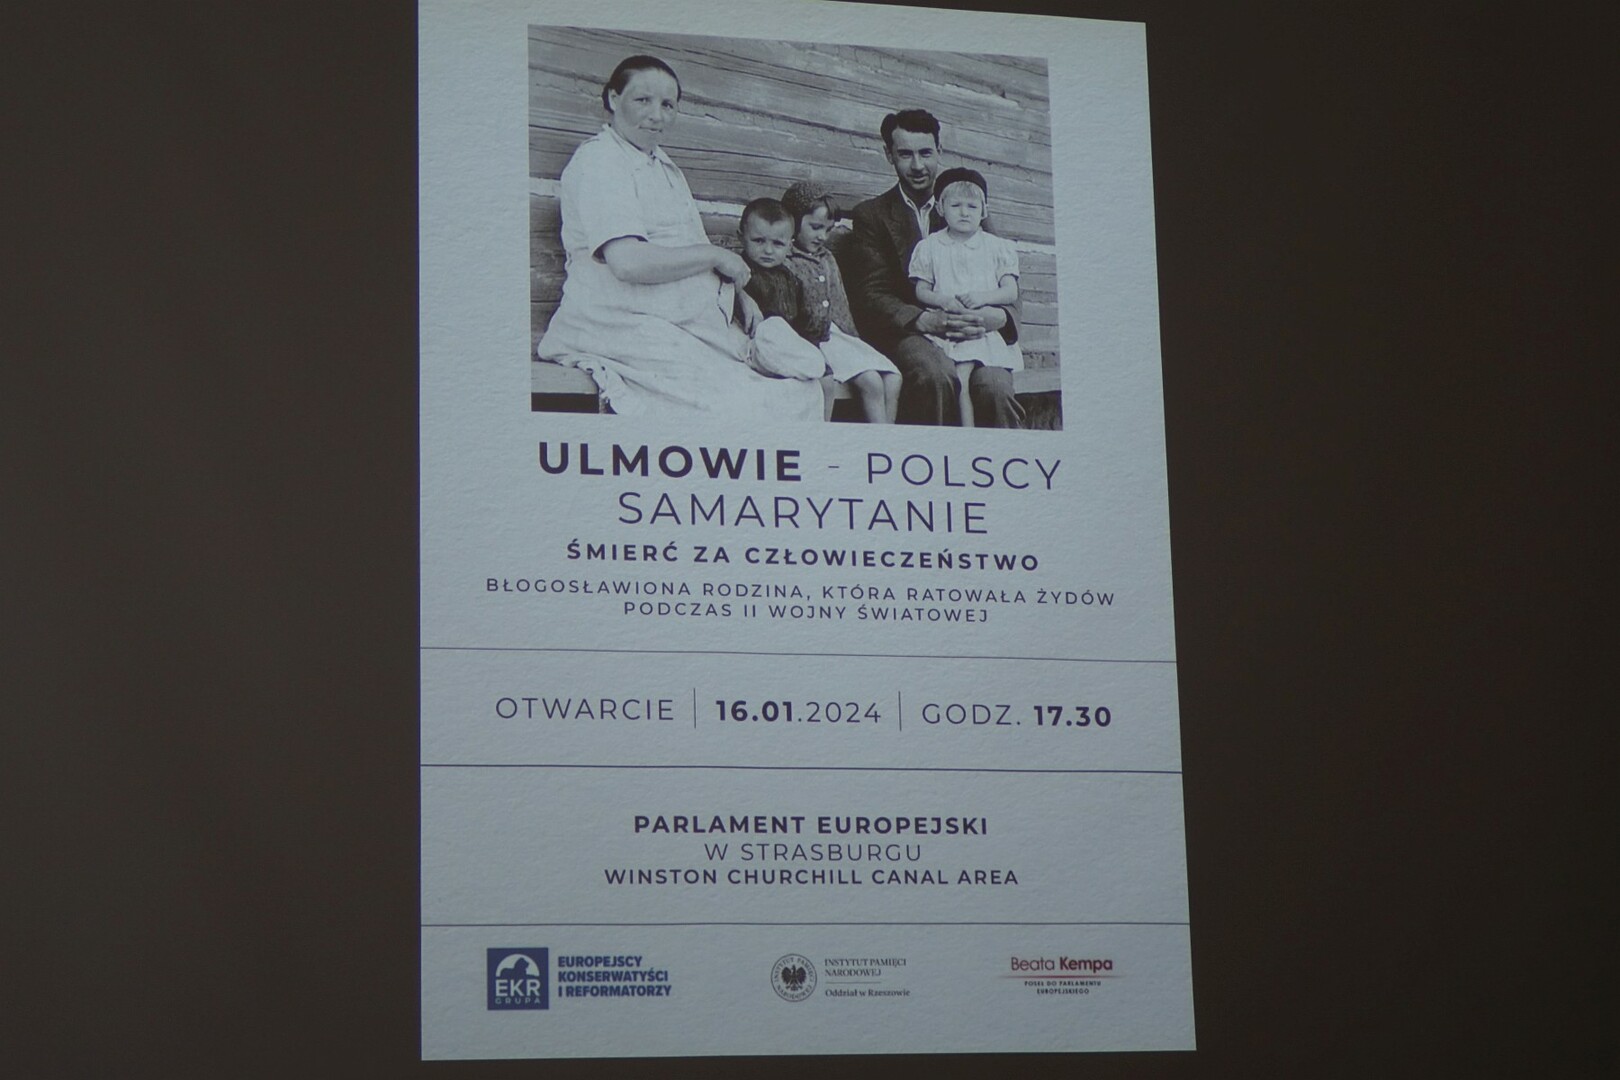 ULMOWIE - POLSCY
SAMARYTANIE
ŚMIERĆ ZA CZŁOWIECZEŃSTWO
BŁOGOSŁAWIONA RODZINA, KTÓRA RATOWAŁA ŻYDÓW
PODCZAS II WOJNY ŚWIATOWEJ
OTWARCIE | 16.01.2024 | GODZ. 17.30
PARLAMENT EUROPEJSKI
W STRASBURGU
WINSTON CHURCHILL CANAL AREA
EKR
GRUPA
EUROPEJSCY
KONSERWATYŚCI
I REFORMATORZY
INSTYTUT PAMIĘCI
NARODOWEJ
Oddział w Rzeszowie
Beata Kempa
POSEŁ DO PARLAMENTU
EUROPEJSKIEGO